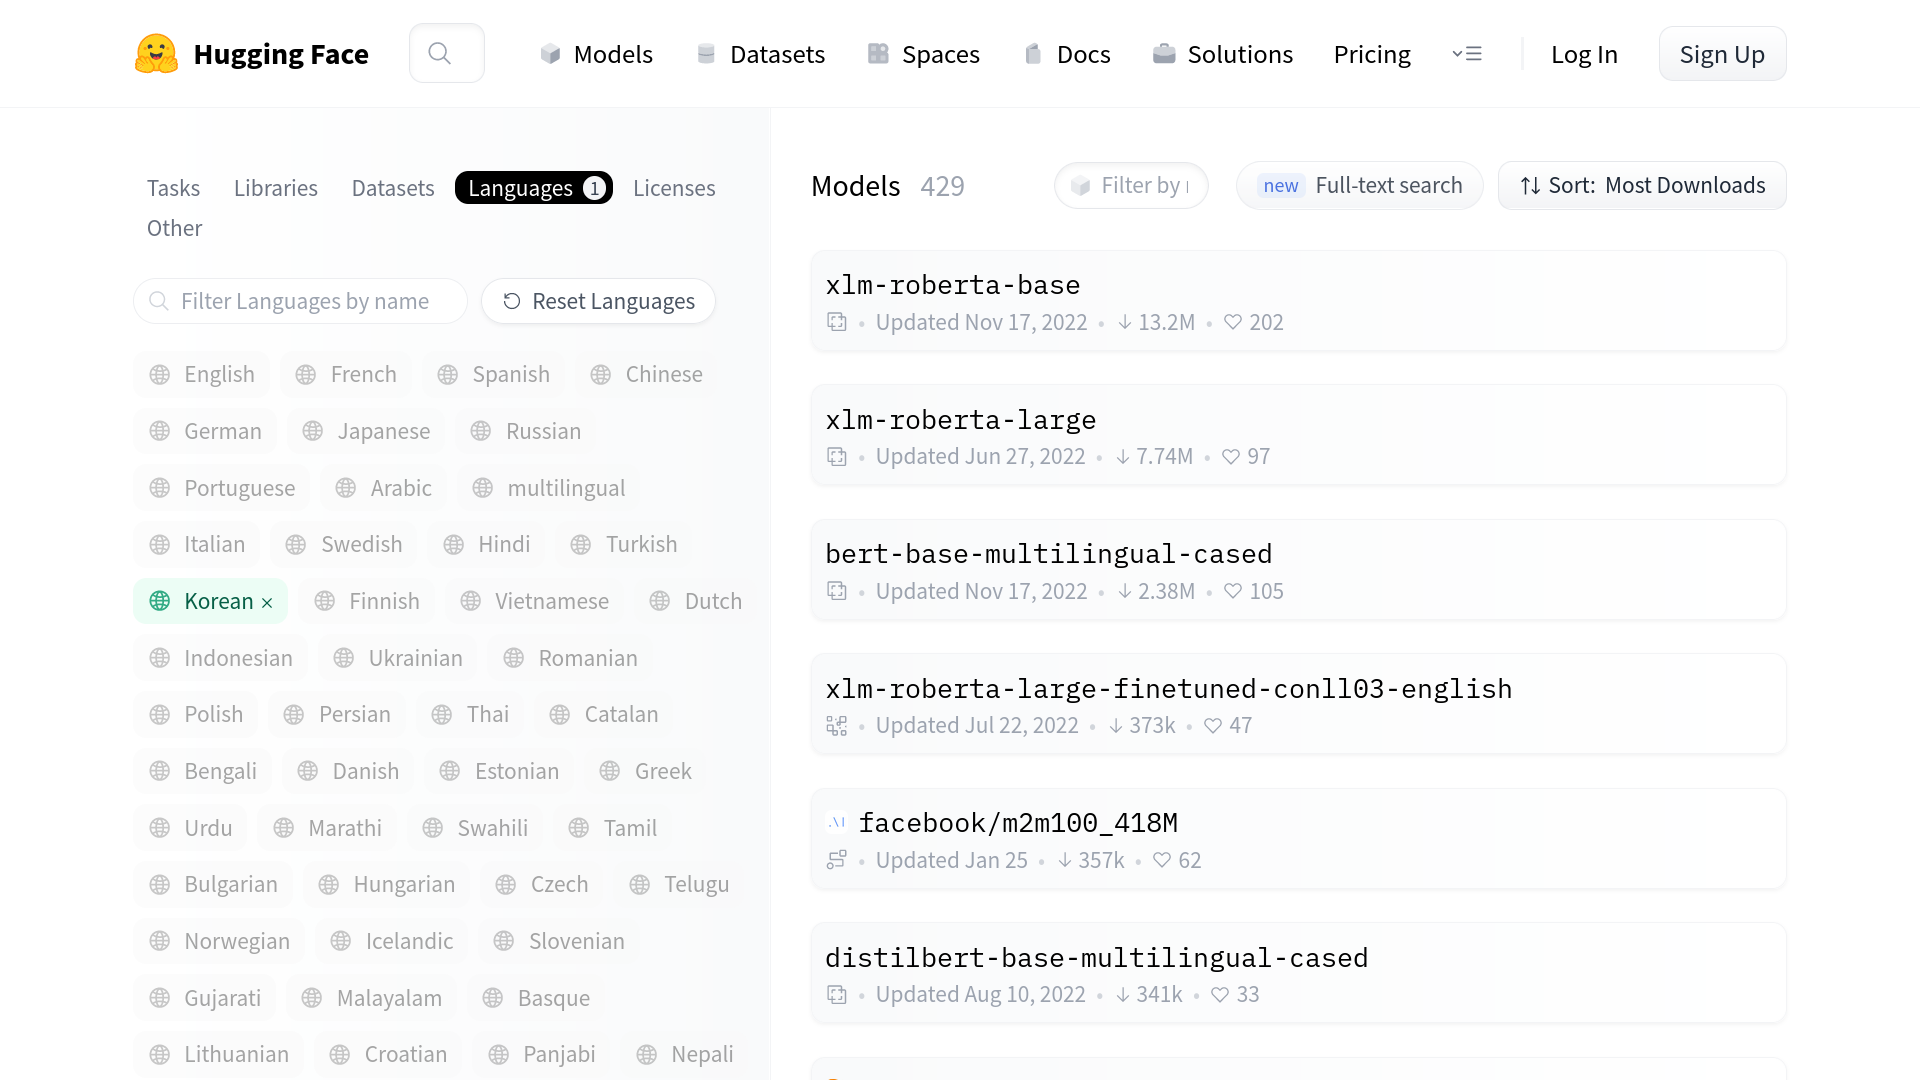 Hugging Face Models Datasets Spaces Docs Solutions Pricing Log In Sign Up
Tasks Libraries Datasets Languages 1 Licenses
Other
Filter Languages by name Reset Languages
English French Spanish Chinese
German Japanese Russian
Portuguese Arabic multilingual
Italian Swedish Hindi Turkish
Korean × Finnish Vietnamese Dutch
Indonesian Ukrainian Romanian
Polish Persian Thai Catalan
Bengali Danish Estonian Greek
Urdu Marathi Swahili Tamil
Bulgarian Hungarian Czech Telugu
Norwegian Icelandic Slovenian
Gujarati Malayalam Basque
Lithuanian Croatian Panjabi Nepali
Models 429 Filter by new Full-text search Sort: Most Downloads
xlm-roberta-base
• Updated Nov 17, 2022 • ↓ 13.2M • 202
xlm-roberta-large
• Updated Jun 27, 2022 • ↓ 7.74M • 97
bert-base-multilingual-cased
• Updated Nov 17, 2022 • ↓ 2.38M • 105
xlm-roberta-large-finetuned-conll03-english
• Updated Jul 22, 2022 • ↓ 373k • 47
facebook/m2m100_418M
• Updated Jan 25 • ↓ 357k • 62
distilbert-base-multilingual-cased
• Updated Aug 10, 2022 • ↓ 341k • 33